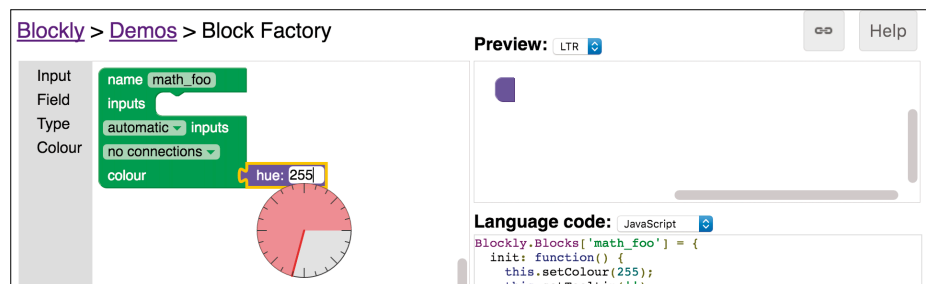 Blockly > Demos > Block Factory
Help
Preview: LTR
Input
Field
Type
Colour
name math_foo
inputs
automatic inputs
no connections
colour
hue: 255
Language code: JavaScript
Blockly.Blocks['math_foo'] = {
init: function() {
this.setColour(255);